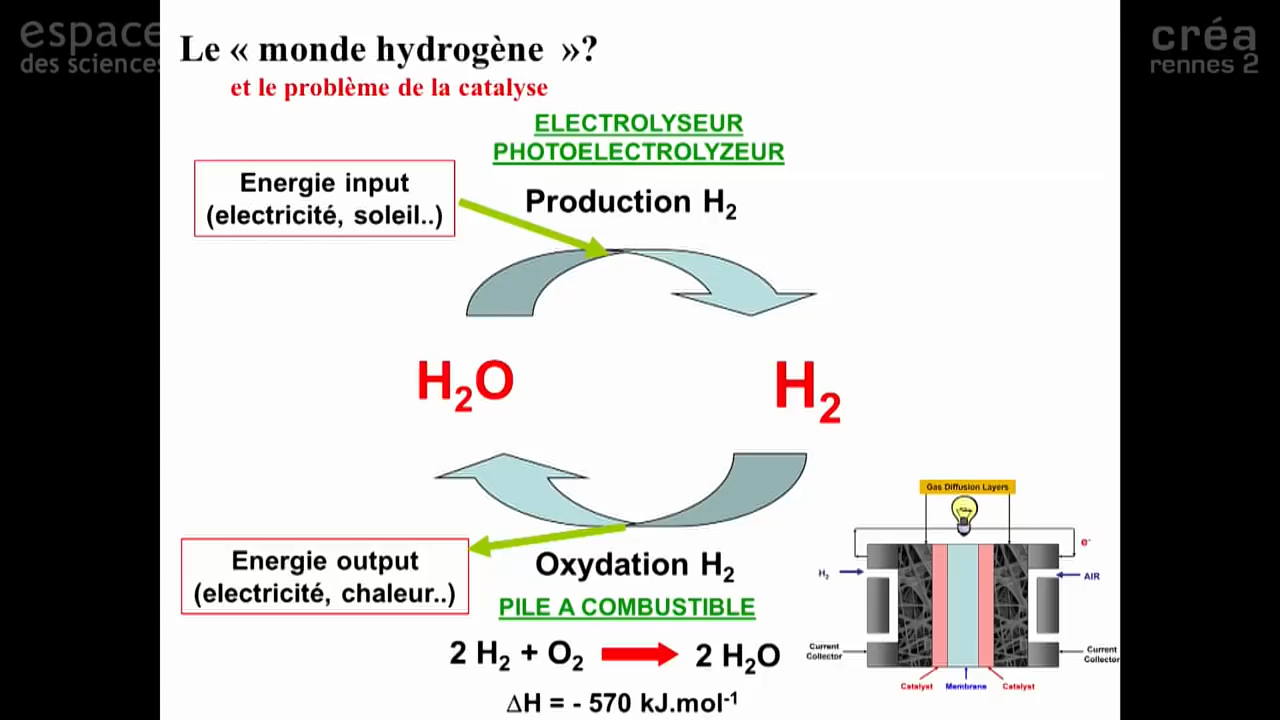 espace
des sciences
créa
rennes 2
Le « monde hydrogène »?
et le problème de la catalyse
ELECTROLYSEUR
PHOTOELECTROLYZEUR
Energie input
(electricité, soleil..)
Production H2
H2O
H2
Energie output
(electricité, chaleur..)
Oxydation H2
PILE A COMBUSTIBLE
2 H2 + O2 2 H2O
ΔH = - 570 kJ.mol-1
Gas Diffusion Layers
e-
H2
AIR
Current
Collector
Current
Collector
Catalyst Membrane Catalyst